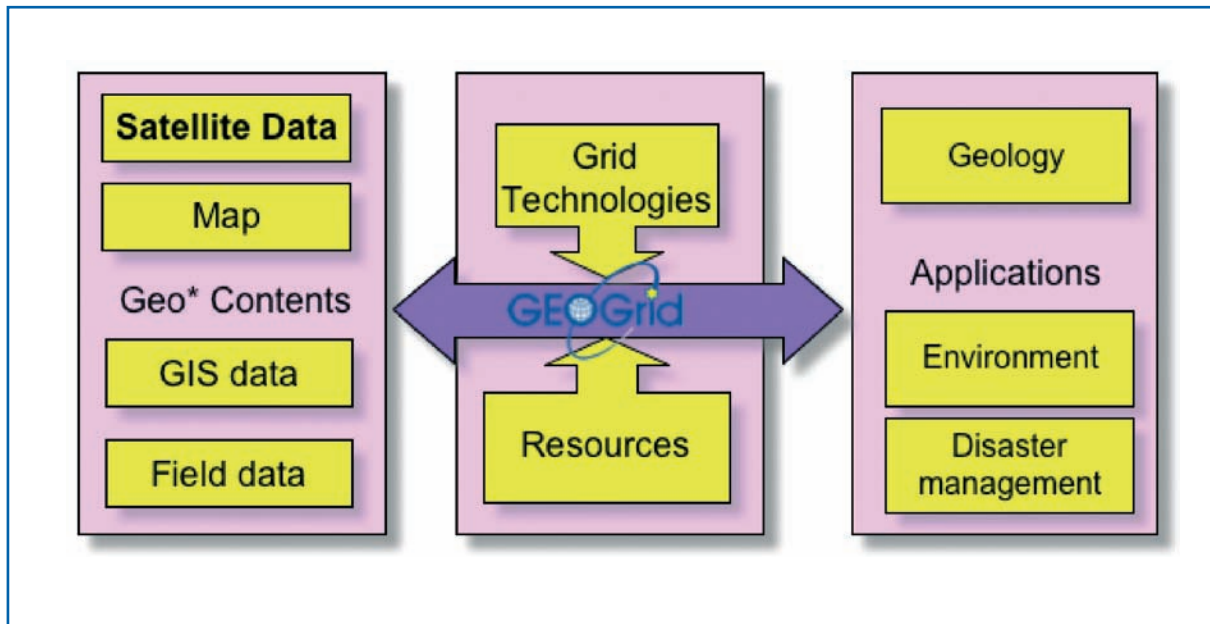 Satellite Data
Map
Geo* Contents
GIS data
Field data
Grid
Technologies
GEOGrid
Resources
Geology
Applications
Environment
Disaster
management